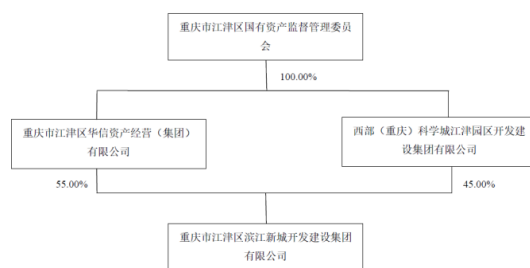 重庆市江津区国有资产监督管理委员
会
100.00%
重庆市江津区华信资产经营（集团）
有限公司
西部（重庆）科学城江津园区开发建
设集团有限公司
55.00%
45.00%
重庆市江津区滨江新城开发建设集团
有限公司